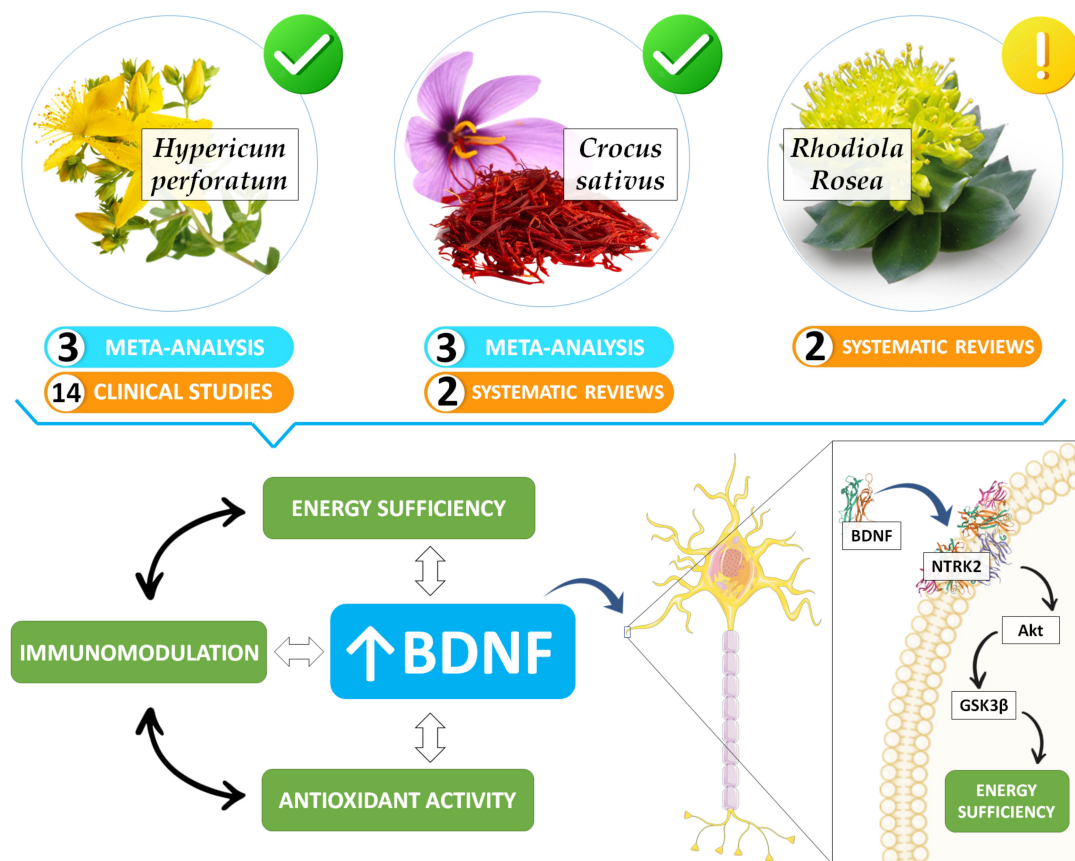 Hypericum
perforatum
Crocus
sativus
Rhodiola
Rosea
3 META-ANALYSIS
14 CLINICAL STUDIES
3 META-ANALYSIS
2 SYSTEMATIC REVIEWS
2 SYSTEMATIC REVIEWS
ENERGY SUFFICIENCY
IMMUNOMODULATION
↑BDNF
ANTIOXIDANT ACTIVITY
BDNF
NTRK2
Akt
GSK3β
ENERGY
SUFFICIENCY